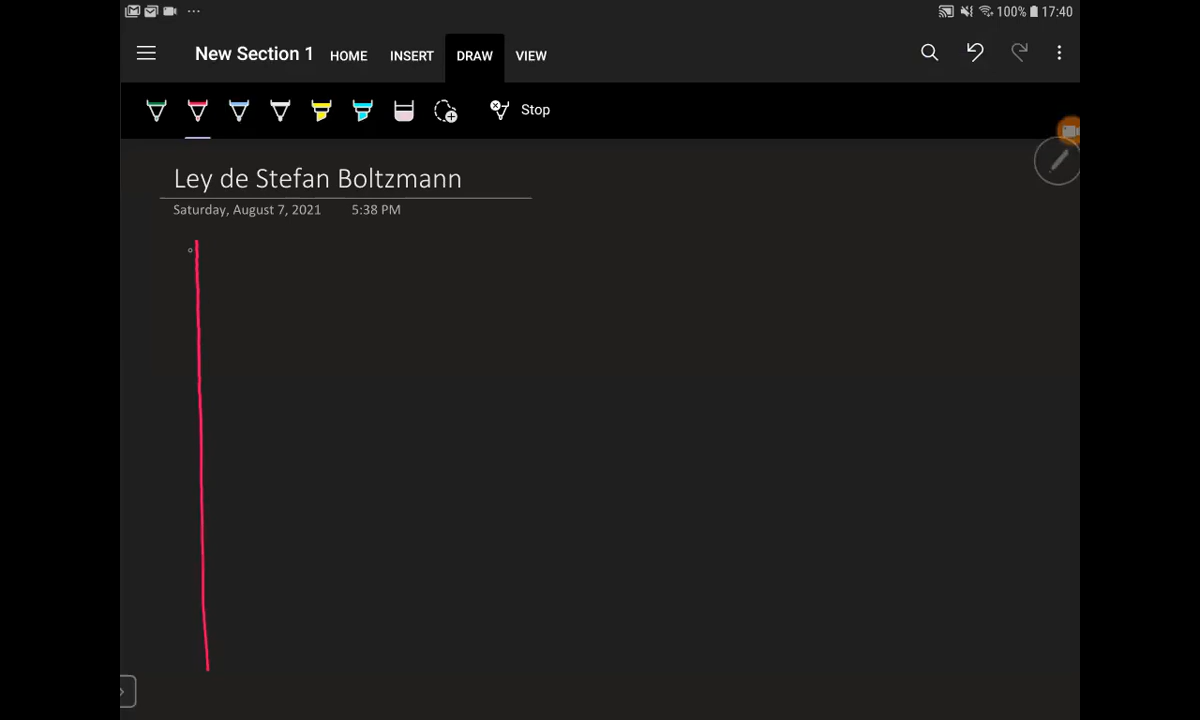 100% 17:40
New Section 1 HOME INSERT DRAW VIEW
Stop
Ley de Stefan Boltzmann
Saturday, August 7, 2021 5:38 PM